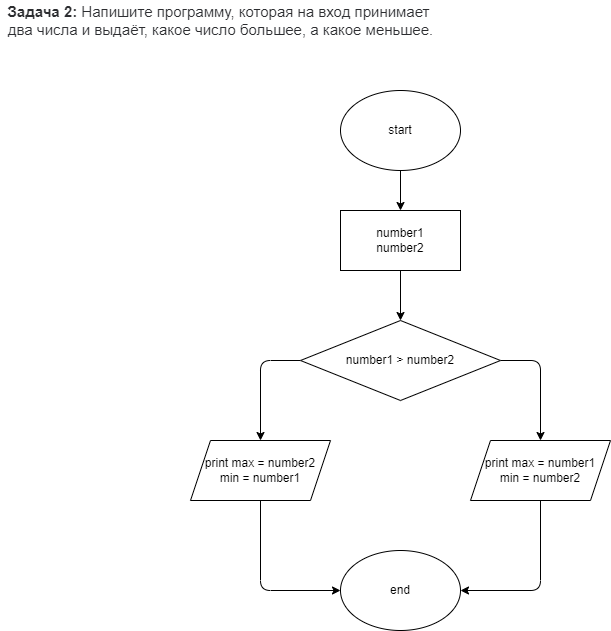 Задача 2: Напишите программу, которая на вход принимает
два числа и выдаёт, какое число большее, а какое меньшее.
start
number1
number2
number1 > number2
print max = number2
min = number1
print max = number1
min = number2
end